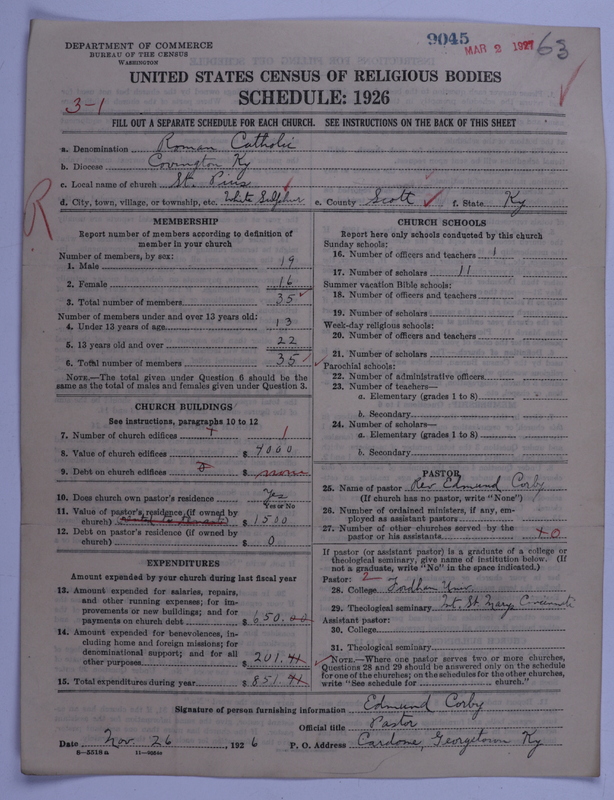 DEPARTMENT OF COMMERCE
BUREAU OF THE CENSUS
WASHINGTON
9045
MAR 2 1927
63
UNITED STATES CENSUS OF RELIGIOUS BODIES
SCHEDULE: 1926
3-1
FILL OUT A SEPARATE SCHEDULE FOR EACH CHURCH. SEE INSTRUCTIONS ON THE BACK OF THIS SHEET
a. Denomination Roman Catholic
b. Diocese Covington Ky
c. Local name of church St. Pius
d. City, town, village, or township, etc. White Sulphur e. County Scott f. State Ky
R
MEMBERSHIP
Report number of members according to definition of
member in your church
Number of members, by sex:
1. Male 19
2. Female 16
3. Total number of members 35
Number of members under and over 13 years old:
4. Under 13 years of age 13
5. 13 years old and over 22
6. Total number of members 35
NOTE.—The total given under Question 6 should be the
same as the total of males and females given under Question 3.
CHURCH BUILDINGS
See instructions, paragraphs 10 to 12
7. Number of church edifices 1
8. Value of church edifices $ 4000
9. Debt on church edifices $ none
10. Does church own pastor's residence Yes
Yes or No
11. Value of pastor's residence (if owned by
church) $ 1500
12. Debt on pastor's residence (if owned by
church) $ 0
EXPENDITURES
Amount expended by your church during last fiscal year
13. Amount expended for salaries, repairs,
and other running expenses; for im-
provements or new buildings; and for
payments on church debt $ 650.00
14. Amount expended for benevolences, in-
cluding home and foreign missions; for
denominational support; and for all
other purposes $ 201.41
15. Total expenditures during year $ 851.41
CHURCH SCHOOLS
Report here only schools conducted by this church
Sunday schools:
16. Number of officers and teachers 1
17. Number of scholars 11
Summer vacation Bible schools:
18. Number of officers and teachers
19. Number of scholars
Week-day religious schools:
20. Number of officers and teachers
21. Number of scholars
Parochial schools:
22. Number of administrative officers
23. Number of teachers—
a. Elementary (grades 1 to 8)
b. Secondary
24. Number of scholars—
a. Elementary (grades 1 to 8)
b. Secondary
PASTOR
25. Name of pastor Rev Edmund Corby
(If church has no pastor, write "None")
26. Number of ordained ministers, if any, em-
ployed as assistant pastors
27. Number of other churches served by the
pastor or his assistants 0
If pastor (or assistant pastor) is a graduate of a college or
theological seminary, give name of institution below. (If
not a graduate, write "No" in the space indicated.)
Pastor: 2
28. College Fordham Univ.
29. Theological seminary Mt. St Mary Cincinnati
Assistant pastor:
30. College
31. Theological seminary
NOTE.—Where one pastor serves two or more churches,
Questions 28 and 29 should be answered only on the schedule
for one of the churches; on the schedules for the other churches,
write "See schedule for church."
Signature of person furnishing information Edmund Corby
Official title Pastor
Date Nov. 26, 1926 P. O. Address Cardome, Georgetown Ky
8-5518 a